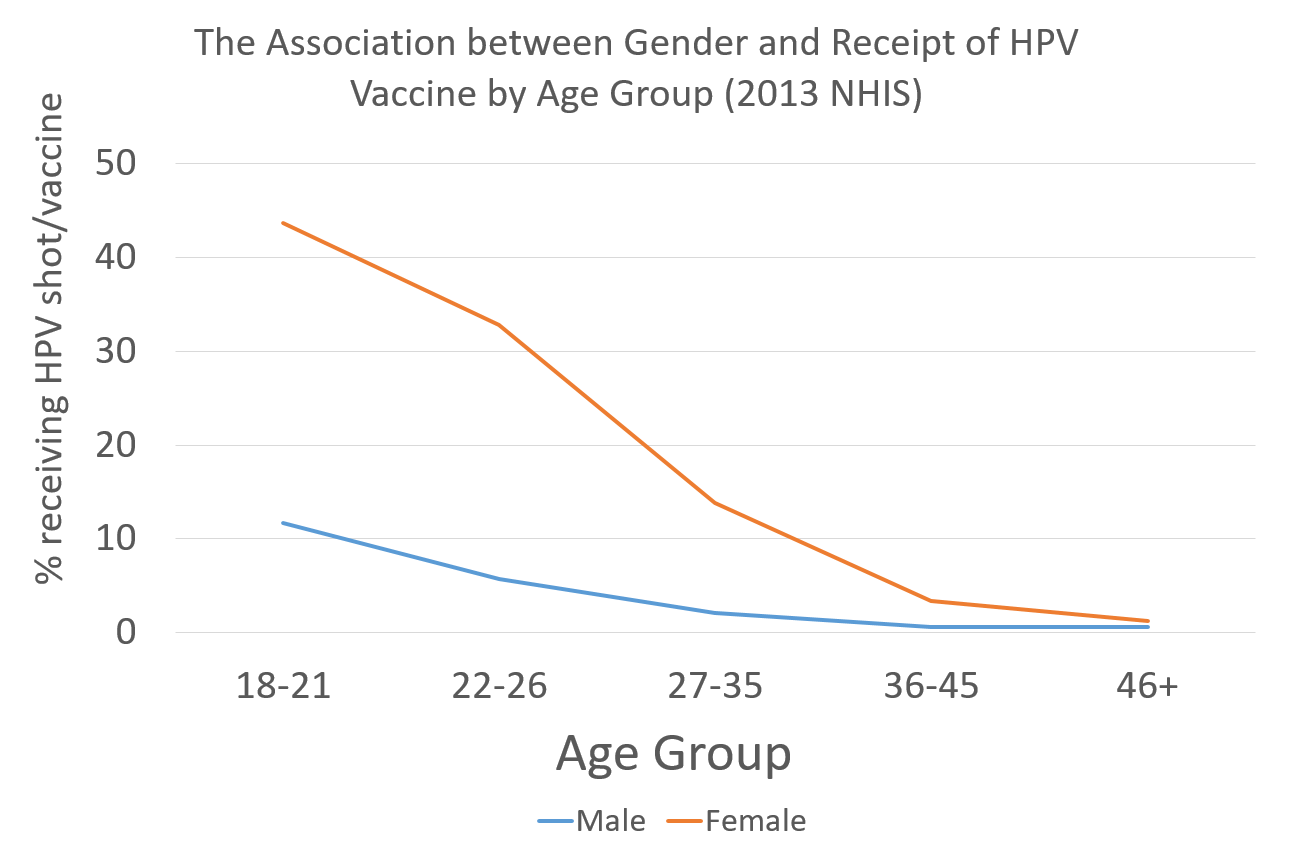 The Association between Gender and Receipt of HPV
Vaccine by Age Group (2013 NHIS)
% receiving HPV shot/vaccine
50
40
30
20
10
0
18-21 22-26 27-35 36-45 46+
Age Group
Male Female